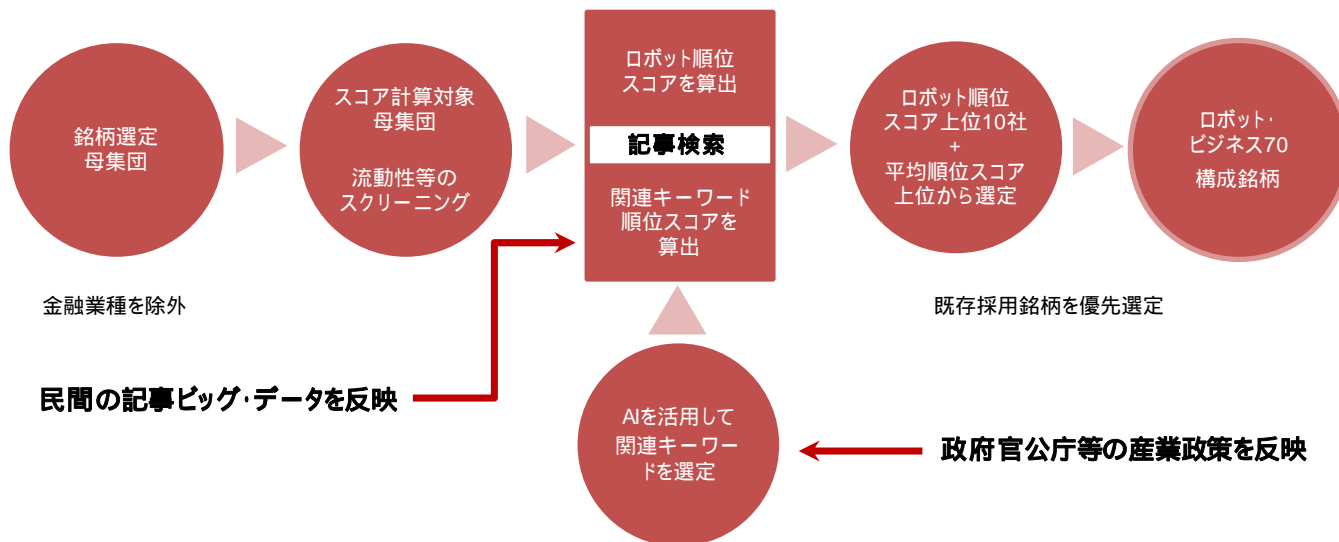 銘柄選定
母集団
スコア計算対象
母集団
流動性等の
スクリーニング
ロボット順位
スコアを算出
記事検索
関連キーワード
順位スコアを
算出
ロボット順位
スコア上位10社
+
平均順位スコア
上位から選定
ロボット・
ビジネス70
構成銘柄
金融業種を除外
既存採用銘柄を優先選定
民間の記事ビッグ・データを反映
AIを活用して
関連キーワー
ドを選定
政府官公庁等の産業政策を反映